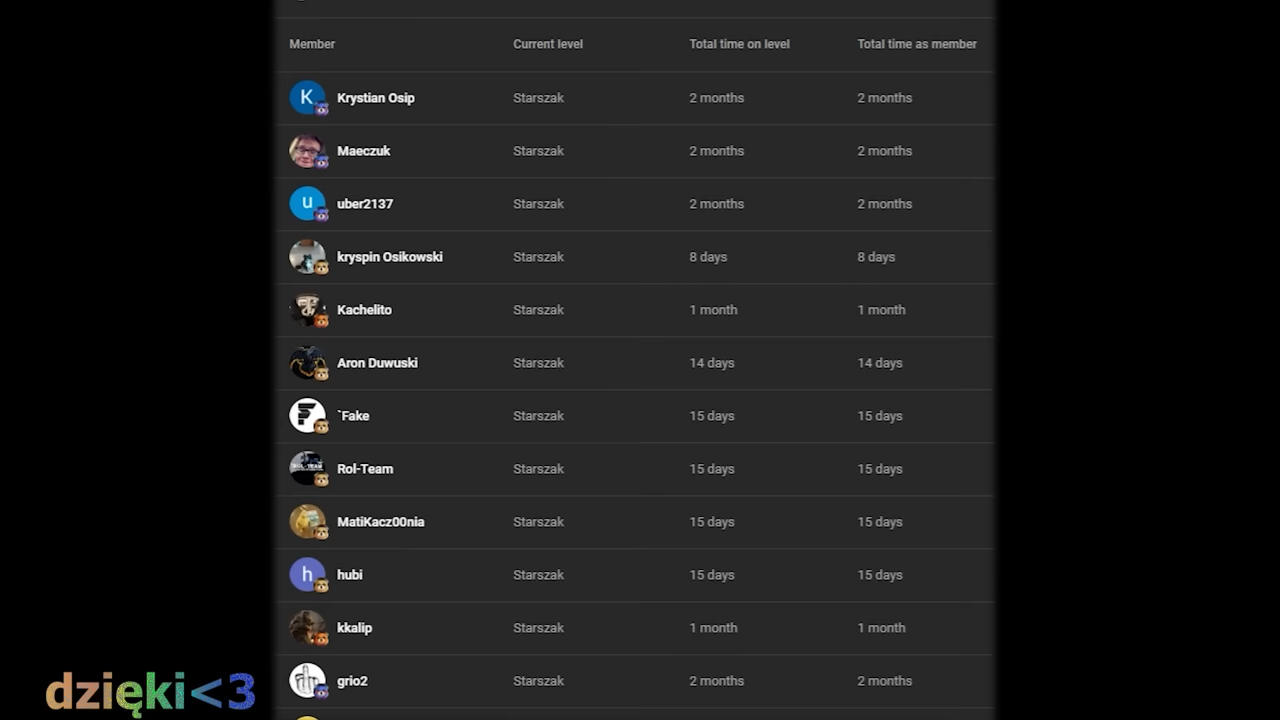 Member Current level Total time on level Total time as member
K Krystian Osip Starszak 2 months 2 months
Maeczuk Starszak 2 months 2 months
u uber2137 Starszak 2 months 2 months
kryspin Osikowski Starszak 8 days 8 days
Kachelito Starszak 1 month 1 month
Aron Duwuski Starszak 14 days 14 days
`Fake Starszak 15 days 15 days
ROL-TEAM Rol-Team Starszak 15 days 15 days
MatiKacz00nia Starszak 15 days 15 days
h hubi Starszak 15 days 15 days
kkalip Starszak 1 month 1 month
grio2 Starszak 2 months 2 months
dzięki<3